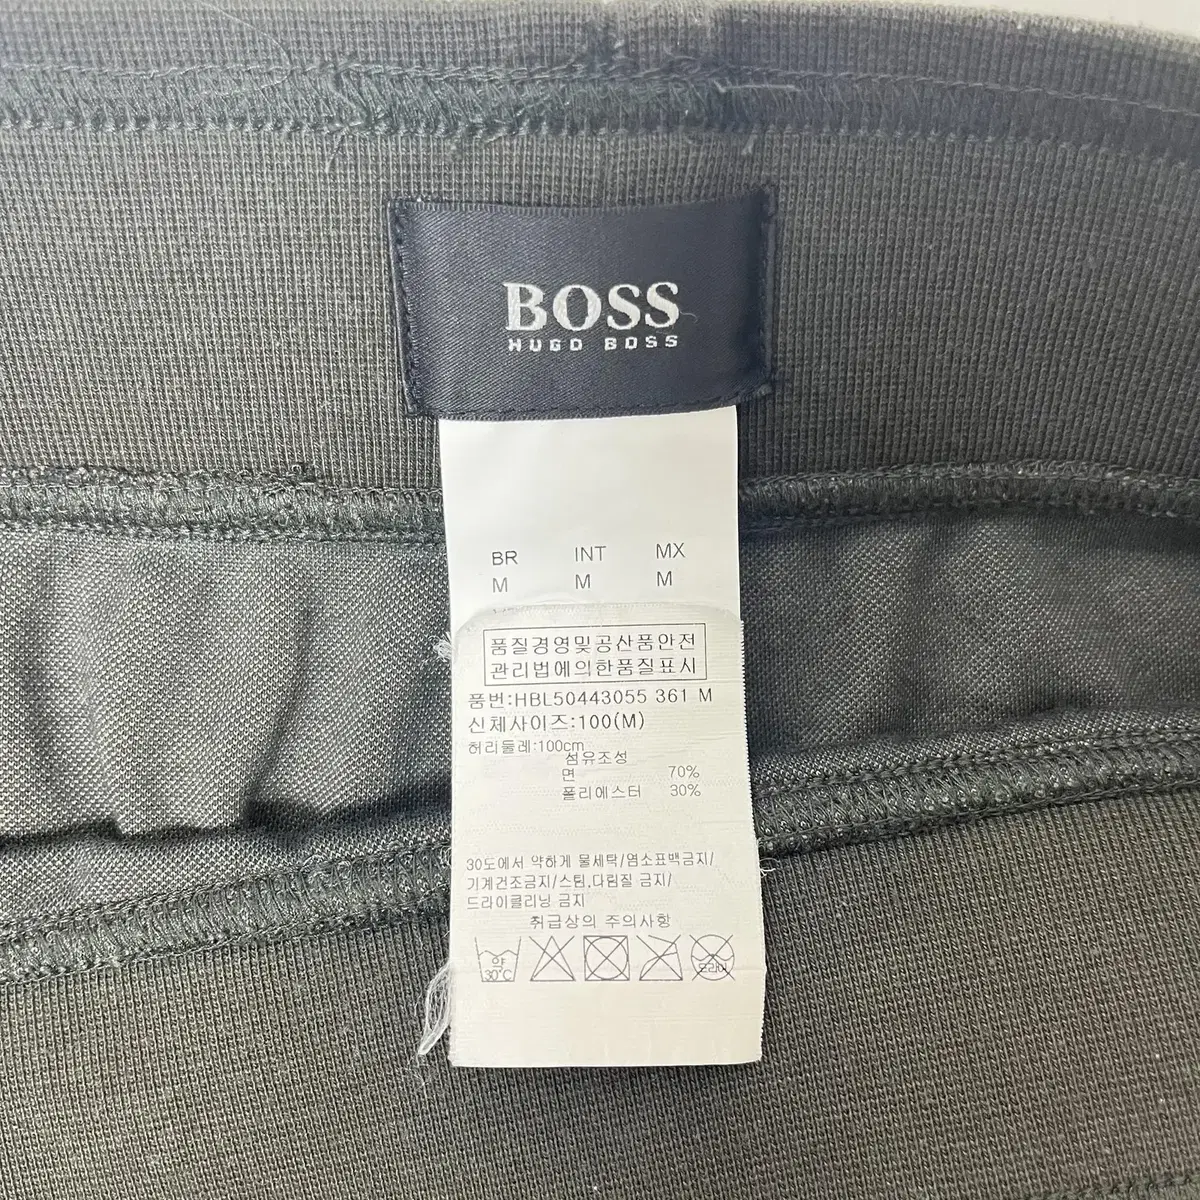 BOSS
HUGO BOSS
BR INT MX
M M M
품질경영및공산품안전
관리법에의한품질표시
품번:HBL50443055 361 M
신체사이즈:100(M)
허리둘레:100cm
섬유조성
면 70%
폴리에스터 30%
30도에서 약하게 물세탁/염소표백금지/
기계건조금지/스팀,다림질 금지/
드라이클리닝 금지
취급상의 주의사항
약
30°C
드라이